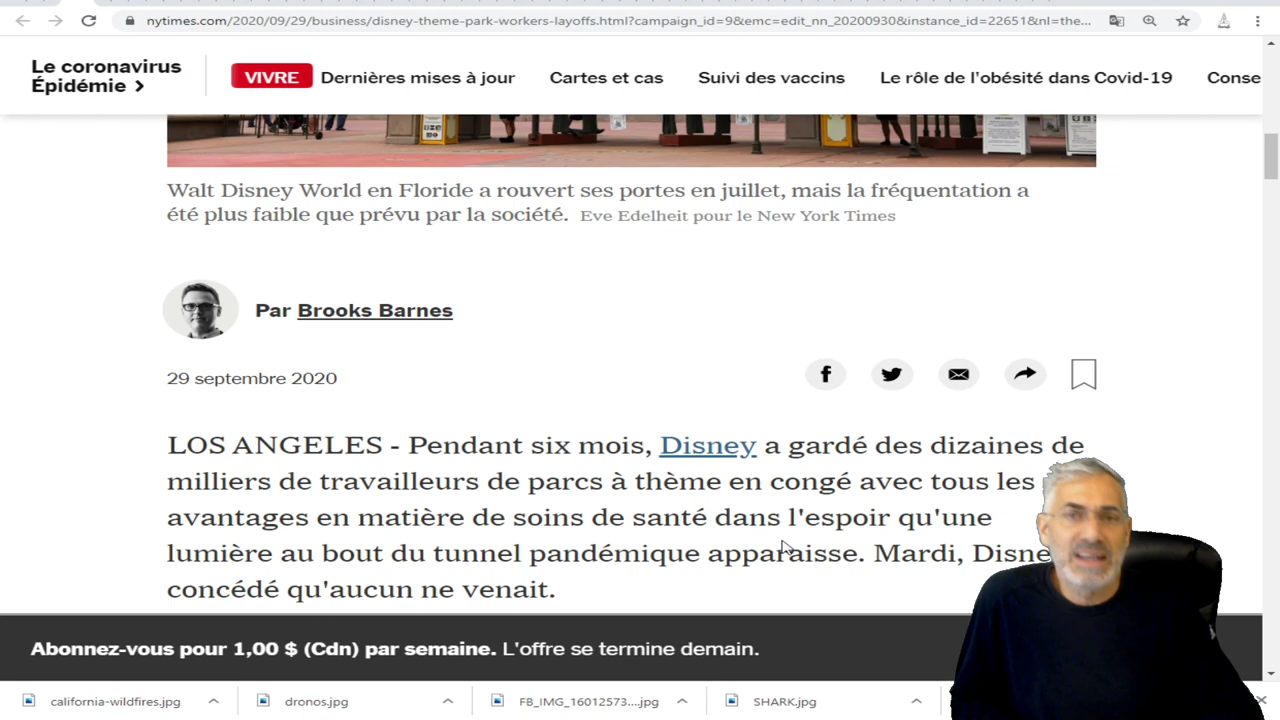 nytimes.com/2020/09/29/business/disney-theme-park-workers-layoffs.html?campaign_id=9&emc=edit_nn_20200930&instance_id=22651&nl=the...
Le coronavirus
Épidémie >
VIVRE Dernières mises à jour Cartes et cas Suivi des vaccins Le rôle de l'obésité dans Covid-19 Conse
Walt Disney World en Floride a rouvert ses portes en juillet, mais la fréquentation a
été plus faible que prévu par la société. Eve Edelheit pour le New York Times
Par Brooks Barnes
29 septembre 2020
LOS ANGELES - Pendant six mois, Disney a gardé des dizaines de
milliers de travailleurs de parcs à thème en congé avec tous les
avantages en matière de soins de santé dans l'espoir qu'une
lumière au bout du tunnel pandémique apparaisse. Mardi, Disne
concédé qu'aucun ne venait.
Abonnez-vous pour 1,00 $ (Cdn) par semaine. L'offre se termine demain.
california-wildfires.jpg dronos.jpg FB_IMG_16012573....jpg SHARK.jpg